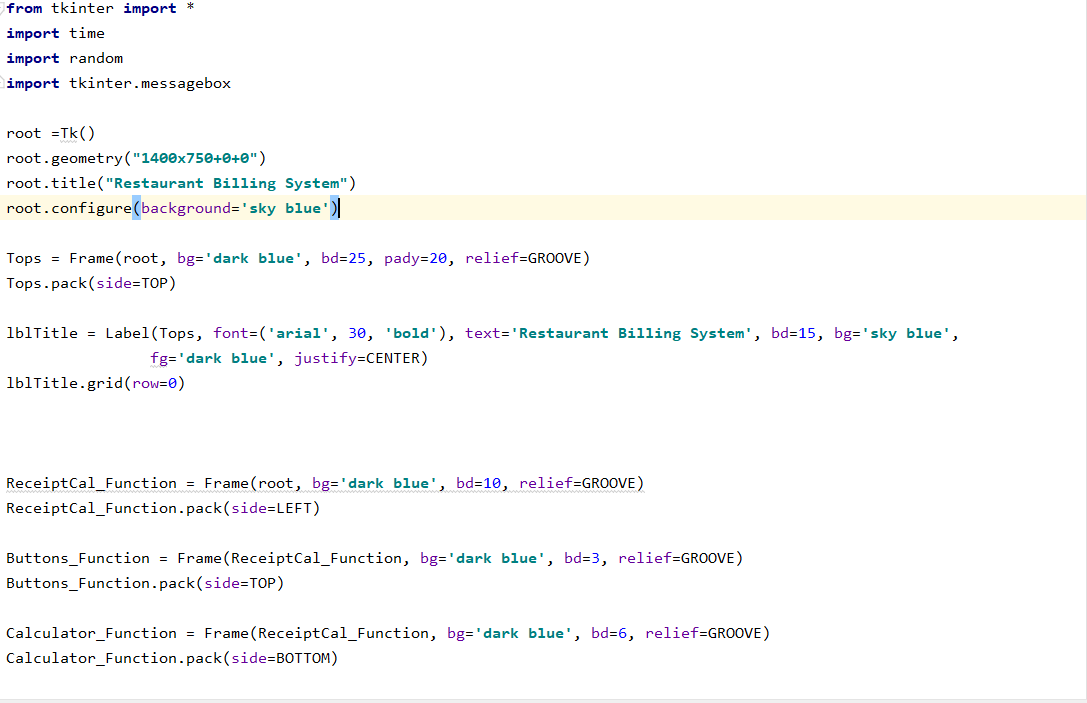 from tkinter import *
import time
import random
import tkinter.messagebox
root =Tk()
root.geometry("1400x750+0+0")
root.title("Restaurant Billing System")
root.configure(background='sky blue')
Tops = Frame(root, bg='dark blue', bd=25, pady=20, relief=GROOVE)
Tops.pack(side=TOP)
lblTitle = Label(Tops, font=('arial', 30, 'bold'), text='Restaurant Billing System', bd=15, bg='sky blue',
                fg='dark blue', justify=CENTER)
lblTitle.grid(row=0)
ReceiptCal_Function = Frame(root, bg='dark blue', bd=10, relief=GROOVE)
ReceiptCal_Function.pack(side=LEFT)
Buttons_Function = Frame(ReceiptCal_Function, bg='dark blue', bd=3, relief=GROOVE)
Buttons_Function.pack(side=TOP)
Calculator_Function = Frame(ReceiptCal_Function, bg='dark blue', bd=6, relief=GROOVE)
Calculator_Function.pack(side=BOTTOM)